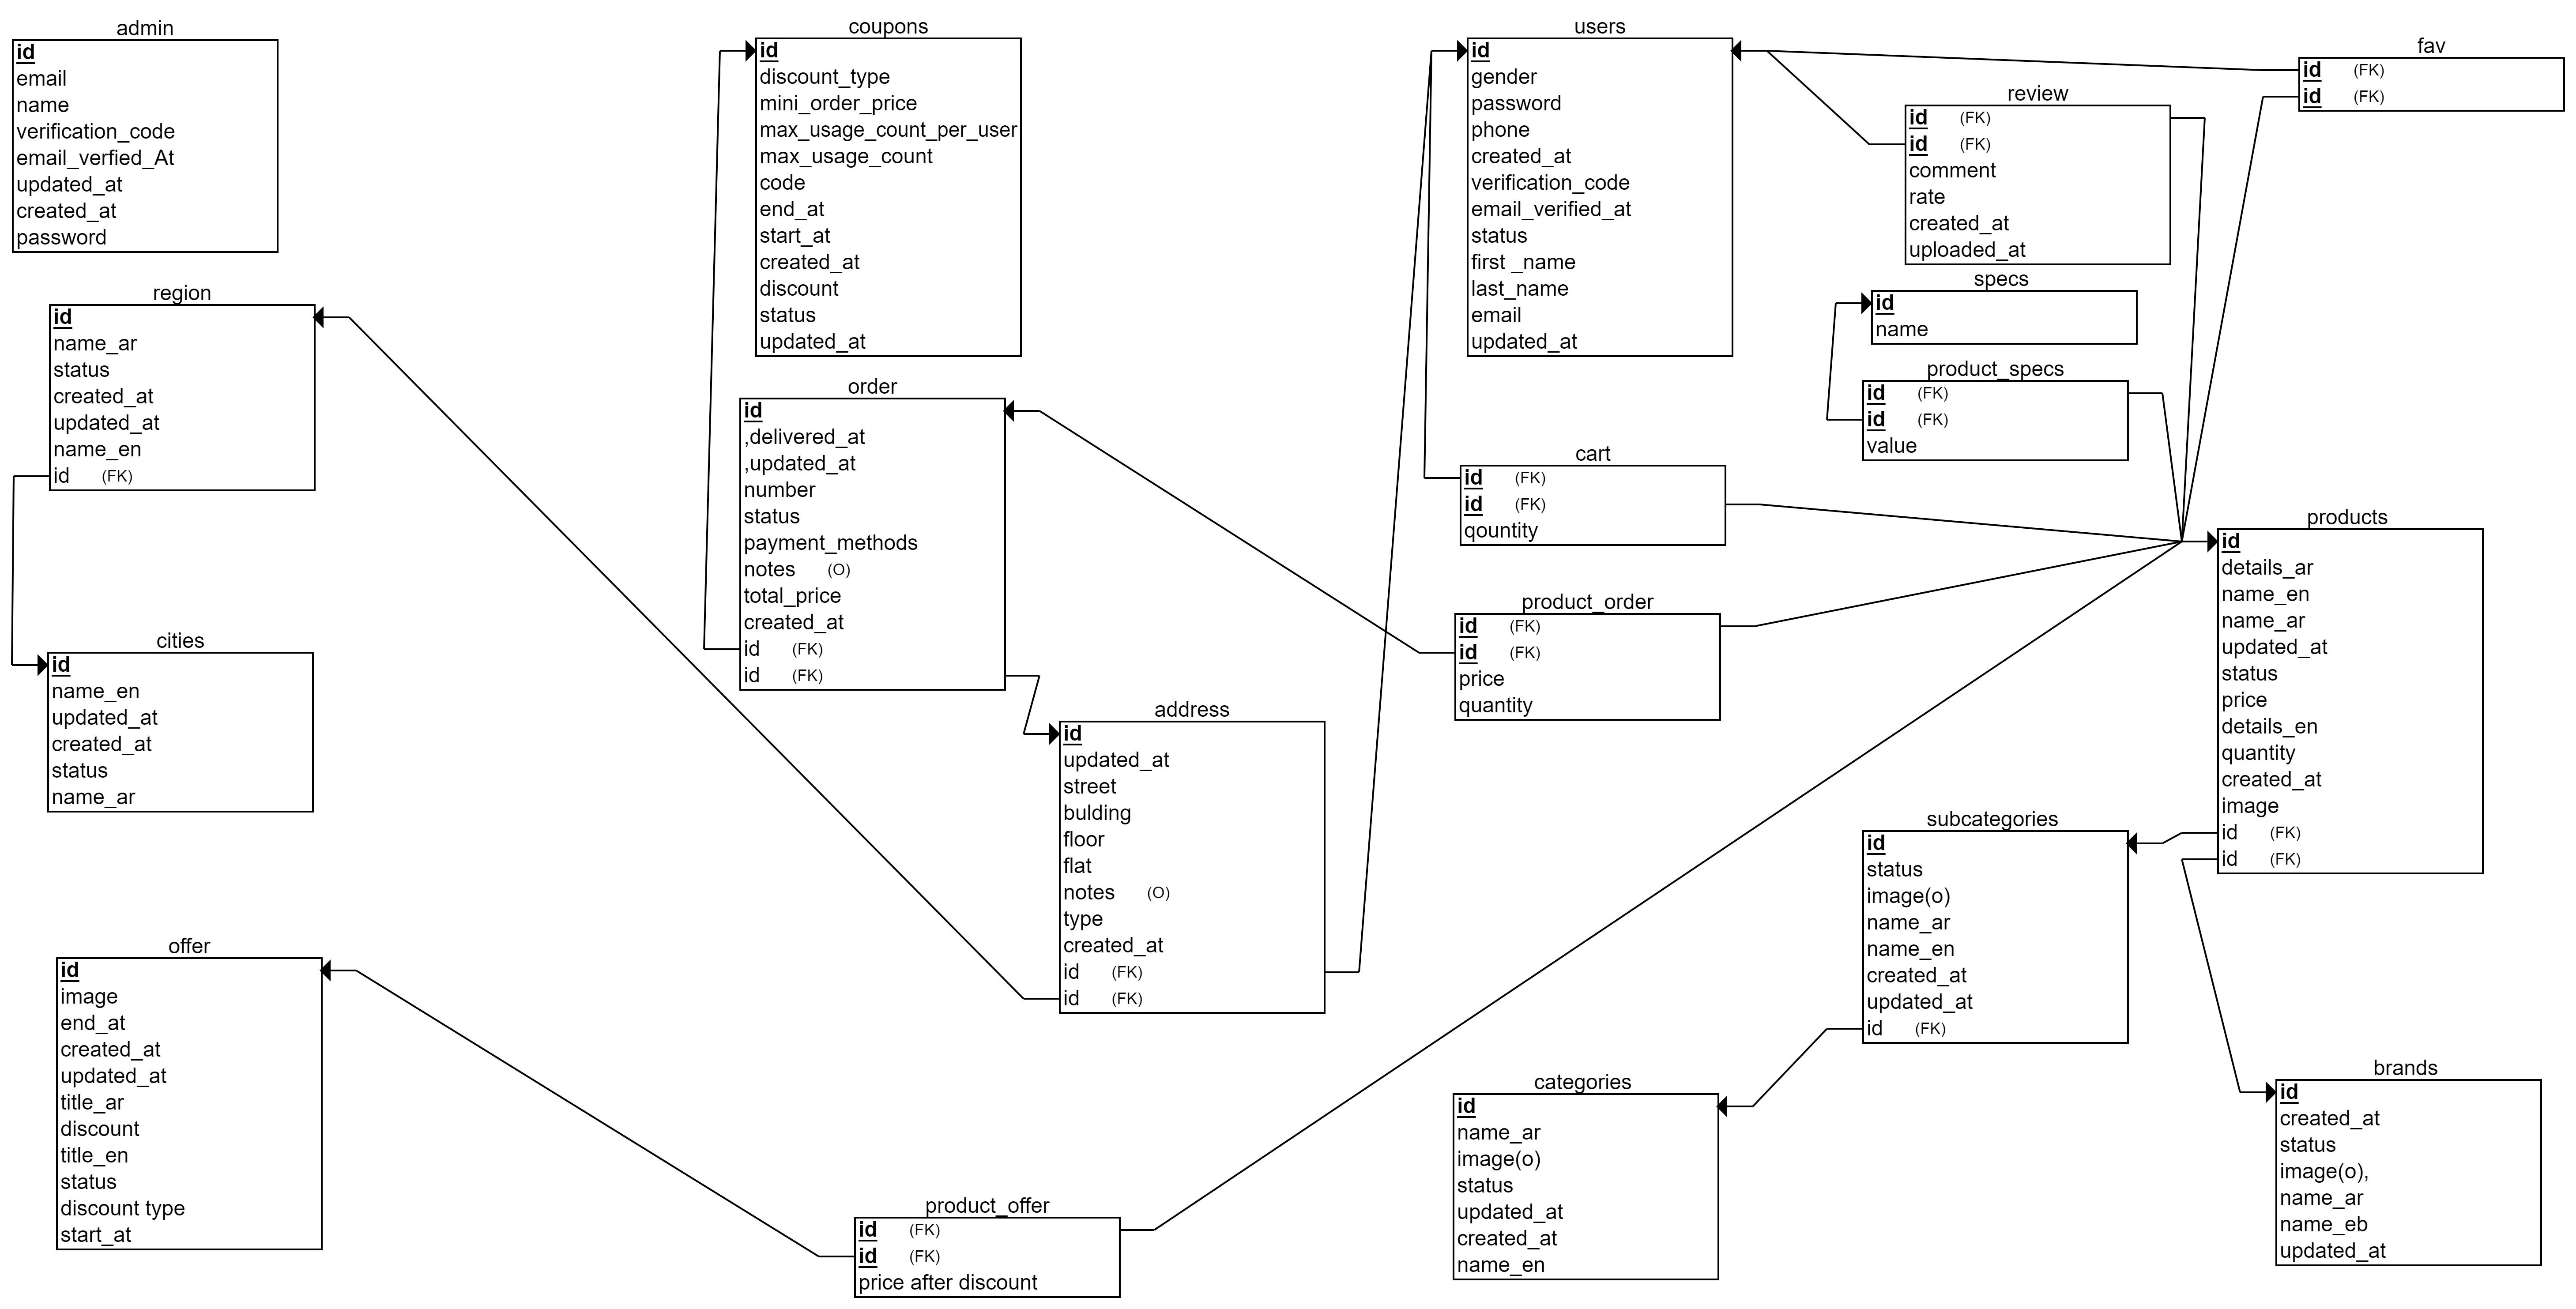 admin
id
email
name
verification_code
email_verfied_At
updated_at
created_at
password
region
id
name_ar
status
created_at
updated_at
name_en
id (FK)
cities
id
name_en
updated_at
created_at
status
name_ar
offer
id
image
end_at
created_at
updated_at
title_ar
discount
title_en
status
discount type
start_at
coupons
id
discount_type
mini_order_price
max_usage_count_per_user
max_usage_count
code
end_at
start_at
created_at
discount
status
updated_at
order
id
,delivered_at
,updated_at
number
status
payment_methods
notes (O)
total_price
created_at
id (FK)
id (FK)
address
id
updated_at
street
bulding
floor
flat
notes (O)
type
created_at
id (FK)
id (FK)
product_offer
id (FK)
id (FK)
price after discount
users
id
gender
password
phone
created_at
verification_code
email_verified_at
status
first _name
last_name
email
updated_at
cart
id (FK)
id (FK)
qountity
product_order
id (FK)
id (FK)
price
quantity
categories
id
name_ar
image(o)
status
updated_at
created_at
name_en
review
id (FK)
id (FK)
comment
rate
created_at
uploaded_at
specs
id
name
product_specs
id (FK)
id (FK)
value
subcategories
id
status
image(o)
name_ar
name_en
created_at
updated_at
id (FK)
fav
id (FK)
id (FK)
products
id
details_ar
name_en
name_ar
updated_at
status
price
details_en
quantity
created_at
image
id (FK)
id (FK)
brands
id
created_at
status
image(o),
name_ar
name_eb
updated_at